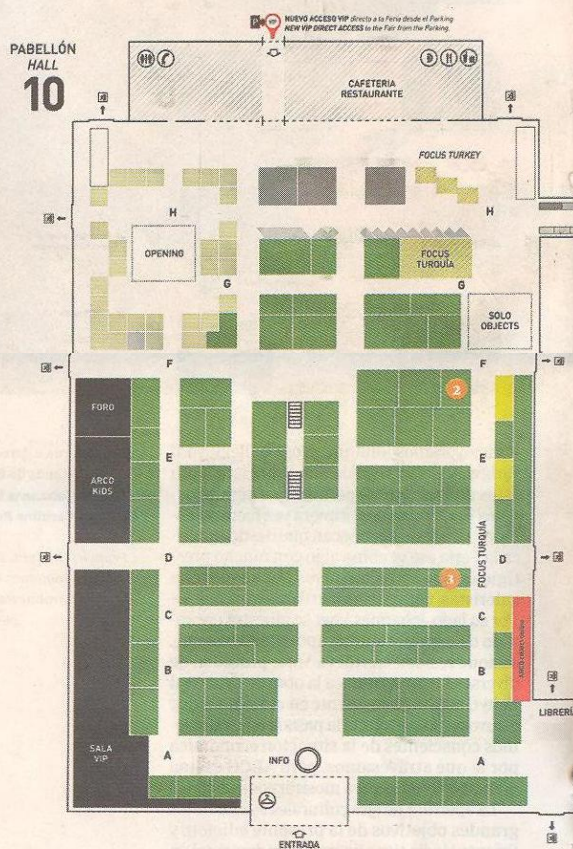 NUEVO ACCESO VIP directo a la Feria desde el Parking
NEW VIP DIRECT ACCESS to the Fair from the Parking.
P
VIP
PABELLÓN
HALL
10
CAFETERIA
RESTAURANTE
FOCUS TURKEY
H
H
OPENING
FOCUS
TURQUÍA
G
G
SOLO
OBJECTS
F
F
FORO
2
E
E
ARCO
KIDS
D
FOCUS TURQUÍA
D
3
C
C
B
B
LIBRERÍ
SALA
VIP
A
INFO
A
ENTRADA